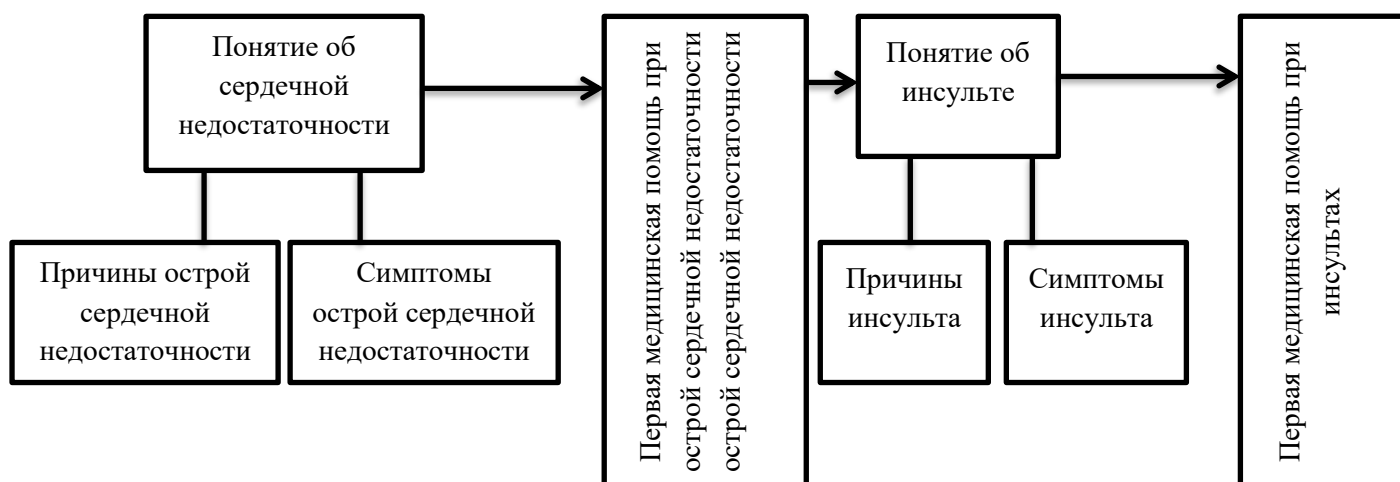 Понятие об
сердечной
недостаточности
Причины острой
сердечной
недостаточности
Симптомы
острой сердечной
недостаточности
Первая медицинская помощь при
острой сердечной недостаточности
острой сердечной недостаточности
Понятие об
инсульте
Причины
инсульта
Симптомы
инсульта
Первая медицинская помощь при
инсультах